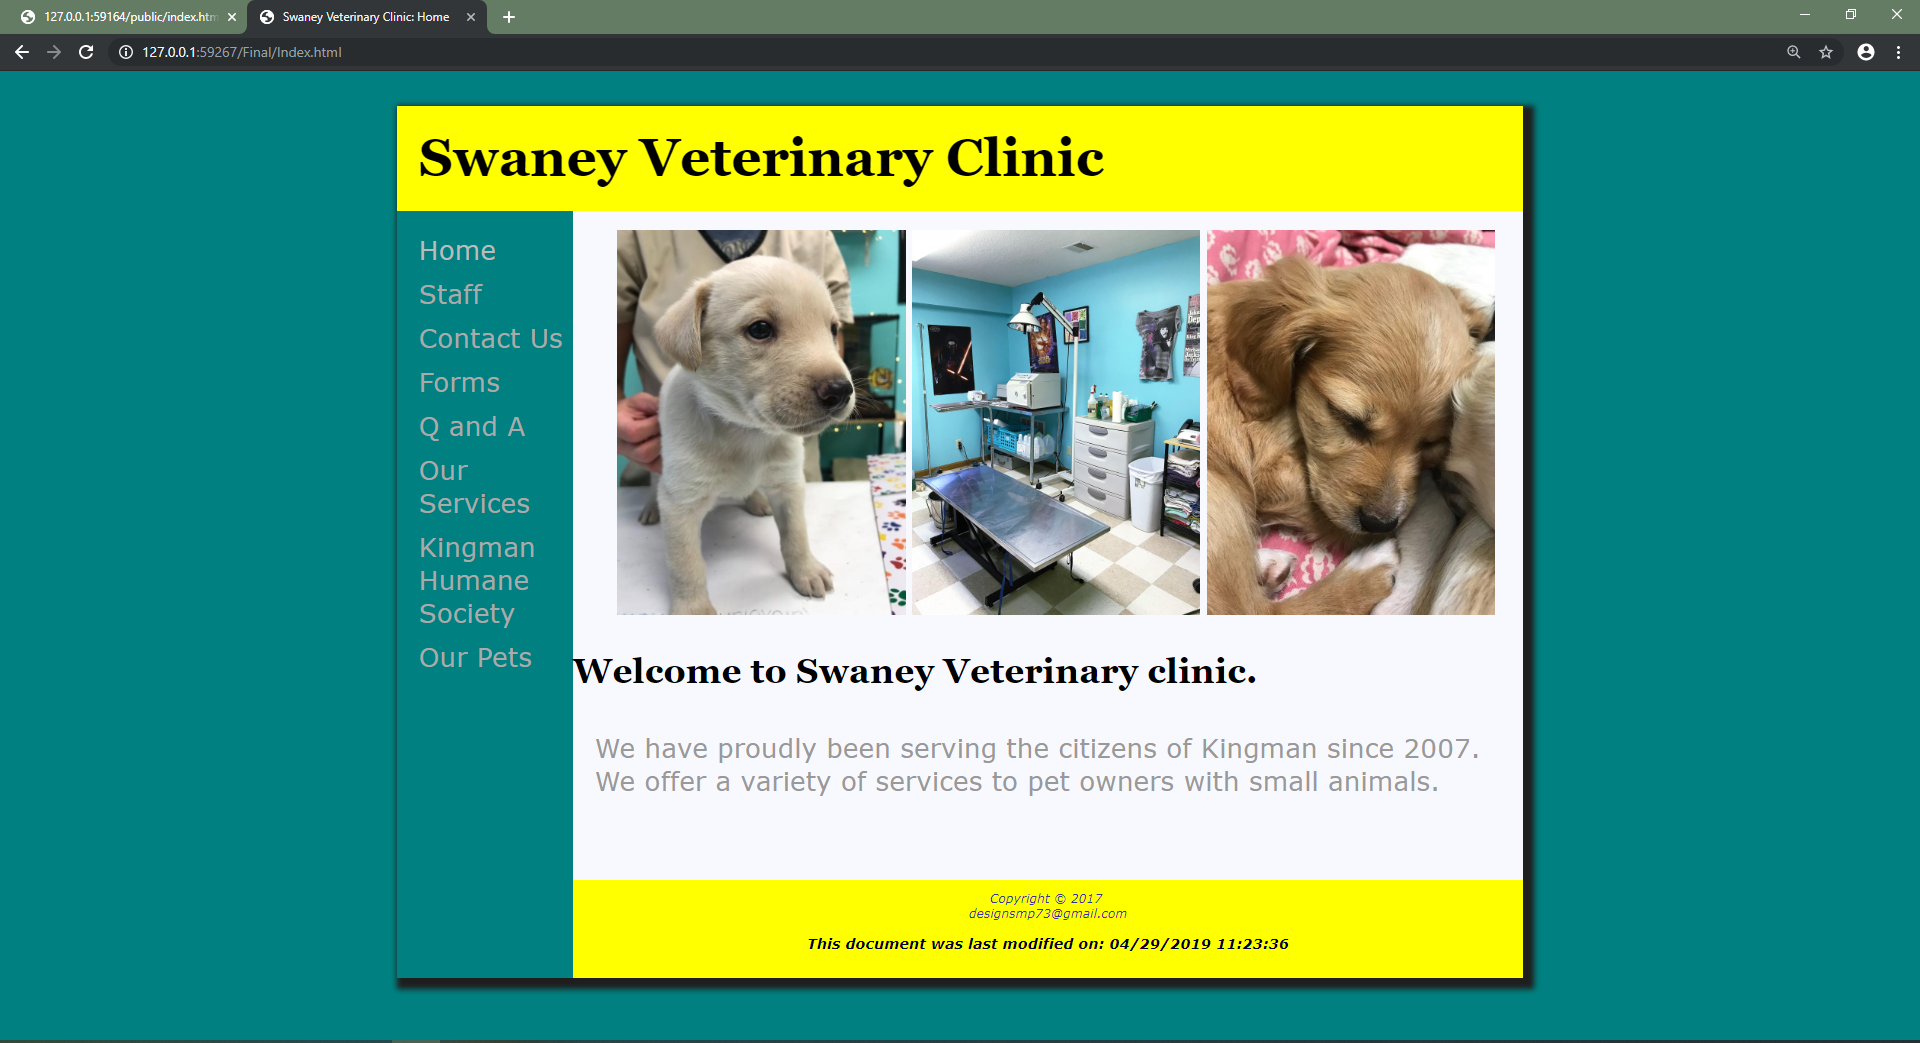 127.0.0.1:59164/public/index.htm
Swaney Veterinary Clinic: Home
127.0.0.1:59267/Final/Index.html
Swaney Veterinary Clinic
Home
Staff
Contact Us
Forms
Q and A
Our
Services
Kingman
Humane
Society
Our Pets
Welcome to Swaney Veterinary clinic.
We have proudly been serving the citizens of Kingman since 2007.
We offer a variety of services to pet owners with small animals.
Copyright © 2017
designsmp73@gmail.com
This document was last modified on: 04/29/2019 11:23:36